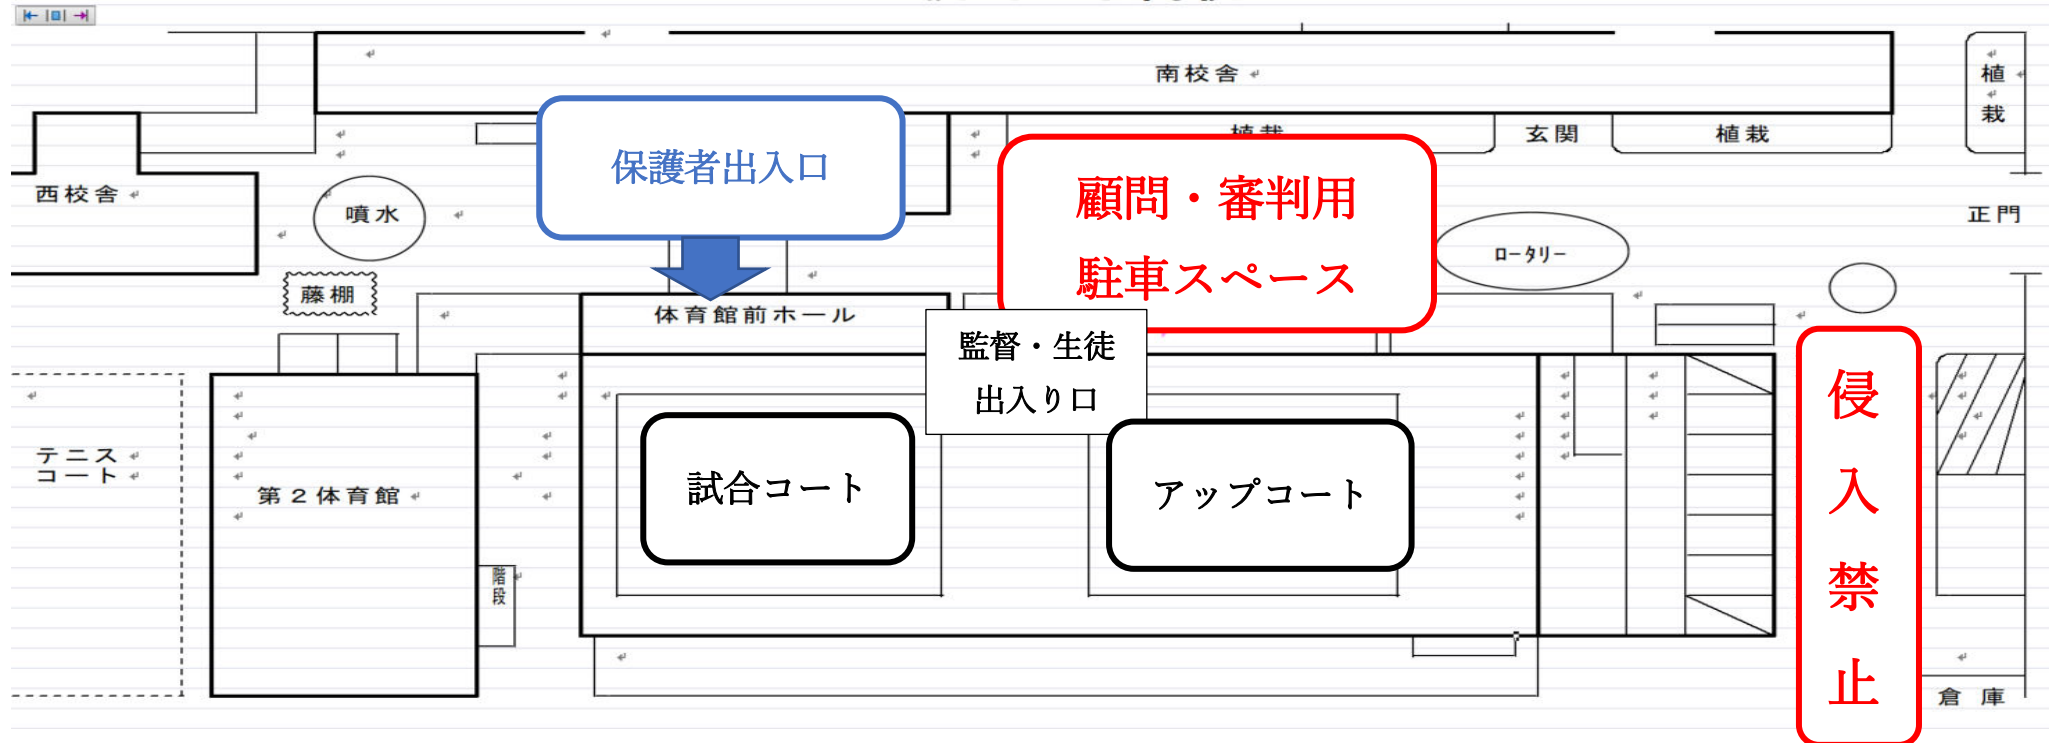 南校舎
植栽
植栽
玄関
植栽
保護者出入口
顧問・審判用
駐車スペース
西校舎
噴水
正門
ロータリー
藤棚
体育館前ホール
監督・生徒
出入り口
侵入禁止
テニス
コート
第２体育館
試合コート
アップコート
階段
倉庫